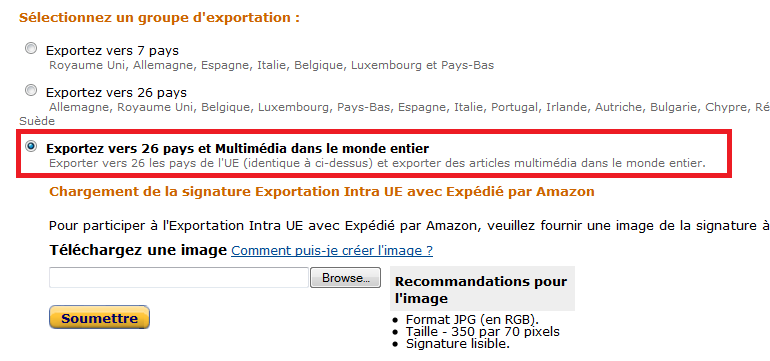 Sélectionnez un groupe d'exportation :
Exportez vers 7 pays
Royaume Uni, Allemagne, Espagne, Italie, Belgique, Luxembourg et Pays-Bas
Exportez vers 26 pays
Allemagne, Royaume Uni, Belgique, Luxembourg, Pays-Bas, Espagne, Italie, Portugal, Irlande, Autriche, Bulgarie, Chypre, Ré
Suède
Exportez vers 26 pays et Multimédia dans le monde entier
Exporter vers 26 les pays de l'UE (identique à ci-dessus) et exporter des articles multimédia dans le monde entier.
Chargement de la signature Exportation Intra UE avec Expédié par Amazon
Pour participer à l'Exportation Intra UE avec Expédié par Amazon, veuillez fournir une image de la signature à
Téléchargez une image Comment puis-je créer l'image ?
Browse...
Recommandations pour
l'image
Soumettre
• Format JPG (en RGB).
• Taille - 350 par 70 pixels
• Signature lisible.